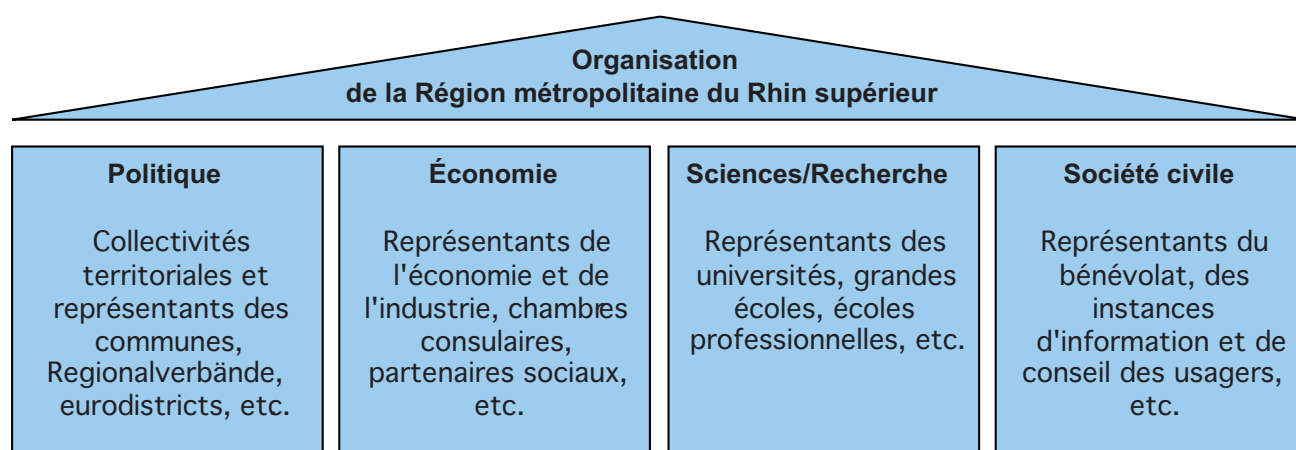 Organisation
de la Région métropolitaine du Rhin supérieur
Politique
Collectivités
territoriales et
représentants des
communes,
Regionalverbände,
eurodistricts, etc.
Économie
Représentants de
l'économie et de
l'industrie, chambres
consulaires,
partenaires sociaux,
etc.
Sciences/Recherche
Représentants des
universités, grandes
écoles, écoles
professionnelles, etc.
Société civile
Représentants du
bénévolat, des
instances
d'information et de
conseil des usagers,
etc.